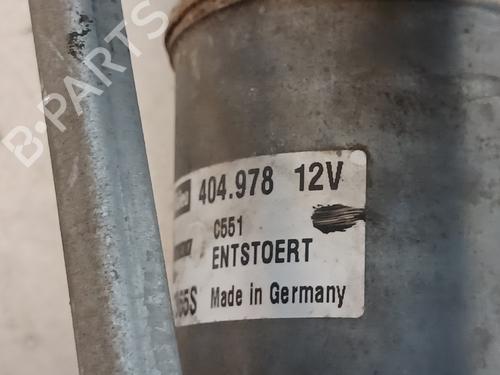 B-PARTS
404.978 12V
C551
ENTSTOERT
Made in Germany